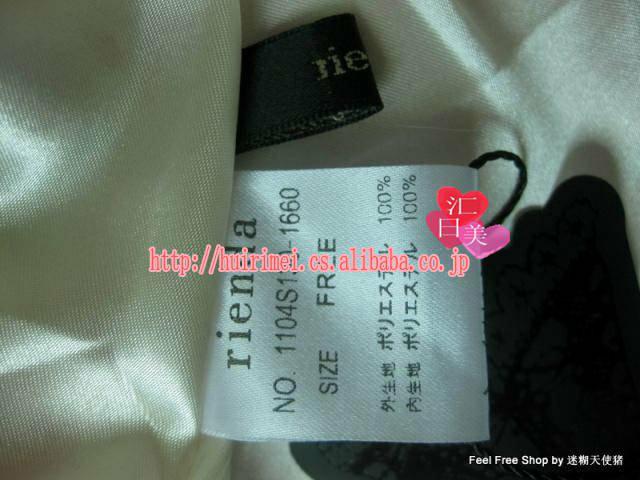 rie
rienda
SIZE FREE
外生地 ポリエステル 100%
内生地 ポリエステル 100%
汇
日美
http://huirimei.cs.alibaba.co.jp
Feel Free Shop by 迷糊天使猪